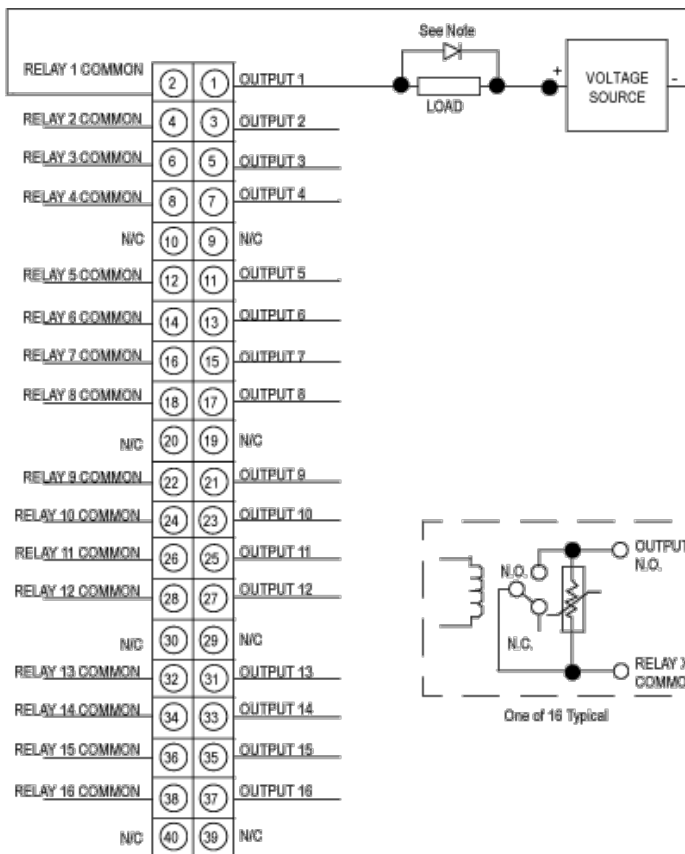 See Note
RELAY 1 COMMON 2 1 OUTPUT 1 LOAD + VOLTAGE SOURCE -
RELAY 2 COMMON 4 3 OUTPUT 2
RELAY 3 COMMON 6 5 OUTPUT 3
RELAY 4 COMMON 8 7 OUTPUT 4
N/C 10 9 N/C
RELAY 5 COMMON 12 11 OUTPUT 5
RELAY 6 COMMON 14 13 OUTPUT 6
RELAY 7 COMMON 16 15 OUTPUT 7
RELAY 8 COMMON 18 17 OUTPUT 8
N/C 20 19 N/C
RELAY 9 COMMON 22 21 OUTPUT 9
RELAY 10 COMMON 24 23 OUTPUT 10
RELAY 11 COMMON 26 25 OUTPUT 11
RELAY 12 COMMON 28 27 OUTPUT 12
N/C 30 29 N/C
RELAY 13 COMMON 32 31 OUTPUT 13
RELAY 14 COMMON 34 33 OUTPUT 14
RELAY 15 COMMON 36 35 OUTPUT 15
RELAY 16 COMMON 38 37 OUTPUT 16
N/C 40 39 N/C
OUTPUT
N.O.
N.O.
N.C.
RELAY X
COMMO
One of 16 Typical